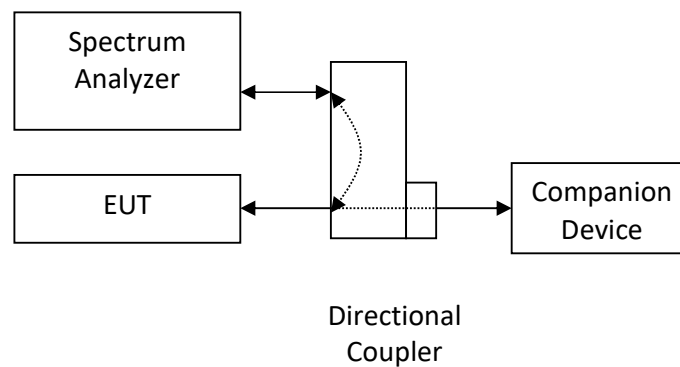 Spectrum
Analyzer
EUT
Companion
Device
Directional
Coupler